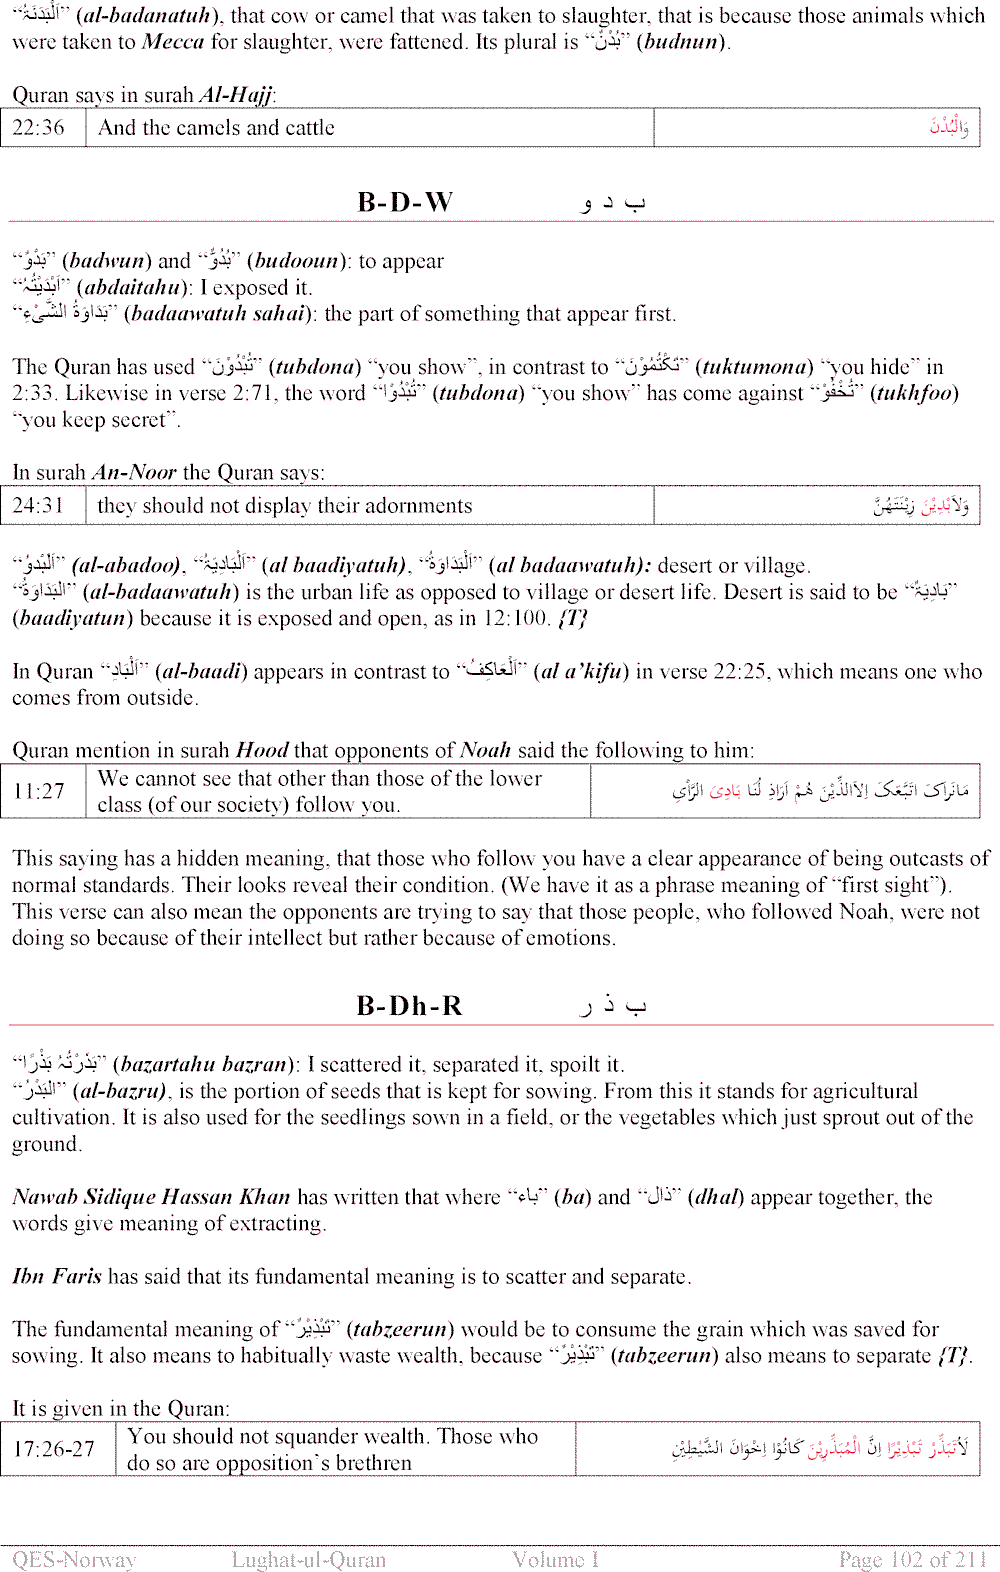 “اَلْبَدَنَۃُ” (al-badanatuh), that cow or camel that was taken to slaughter, that is because those animals which
were taken to Mecca for slaughter, were fattened. Its plural is “بُدْنٌ” (budnun).
Quran says in surah Al-Hajj:
22:36 And the camels and cattle وَالْبُدْنَ
B-D-W ب د و
“بَدْوٌ” (badwun) and “بُدُوٌّ” (budooun): to appear
“اَبْدَيْتُہُ” (abdaitahu): I exposed it.
“بَدَاوَۃُ الشَّیْءِ” (badaawatuh sahai): the part of something that appear first.
The Quran has used “تُبْدُوْنَ” (tubdona) “you show”, in contrast to “تَكْتُمُوْنَ” (tuktumona) “you hide” in
2:33. Likewise in verse 2:71, the word “تُبْدُوْا” (tubdona) “you show” has come against “تُخْفُوْ” (tukhfoo)
“you keep secret”.
In surah An-Noor the Quran says:
24:31 they should not display their adornments وَلاَيُبْدِيْنَ زِيْنَتَهُنَّ
“اَلْبَدْوُ” (al-abadoo), “اَلْبَادِيَۃُ” (al baadiyatuh), “اَلْبَدَاوَۃُ” (al badaawatuh): desert or village.
“البَدَاوَۃُ” (al-badaawatuh) is the urban life as opposed to village or desert life. Desert is said to be “بَادِيَۃٌ”
(baadiyatun) because it is exposed and open, as in 12:100. {T}
In Quran “اَلْبَادِ” (al-baadi) appears in contrast to “اَلْعَاكِفُ” (al a’kifu) in verse 22:25, which means one who
comes from outside.
Quran mention in surah Hood that opponents of Noah said the following to him:
11:27 We cannot see that other than those of the lower مَانَرَاکَ اتَّبَعَکَ اِلاَّالَّذِيْنَ هُمْ اَرَاذِ لُنَا بَادِیَ الرَّاْیِ
class (of our society) follow you.
This saying has a hidden meaning, that those who follow you have a clear appearance of being outcasts of
normal standards. Their looks reveal their condition. (We have it as a phrase meaning of “first sight”).
This verse can also mean the opponents are trying to say that those people, who followed Noah, were not
doing so because of their intellect but rather because of emotions.
B-Dh-R ب ذ ر
“بَذَرْتُہُ بَذْرًا” (bazartahu bazran): I scattered it, separated it, spoilt it.
“البَذْرُ” (al-bazru), is the portion of seeds that is kept for sowing. From this it stands for agricultural
cultivation. It is also used for the seedlings sown in a field, or the vegetables which just sprout out of the
ground.
Nawab Sidique Hassan Khan has written that where “باء” (ba) and “ذال” (dhal) appear together, the
words give meaning of extracting.
Ibn Faris has said that its fundamental meaning is to scatter and separate.
The fundamental meaning of “تَبْذِيْرٌ” (tabzeerun) would be to consume the grain which was saved for
sowing. It also means to habitually waste wealth, because “تَبْذِيْرٌ” (tabzeerun) also means to separate {T}.
It is given in the Quran:
17:26-27 You should not squander wealth. Those who لاَتُبَذِّرْ تَبْذِيْرًا اِنَّ الْمُبَذِّرِيْنَ كَانُوْا اِخْوَانَ الشَّيٰطِيْنِ
do so are opposition`s brethren
QES-Norway Lughat-ul-Quran Volume I Page 102 of 211